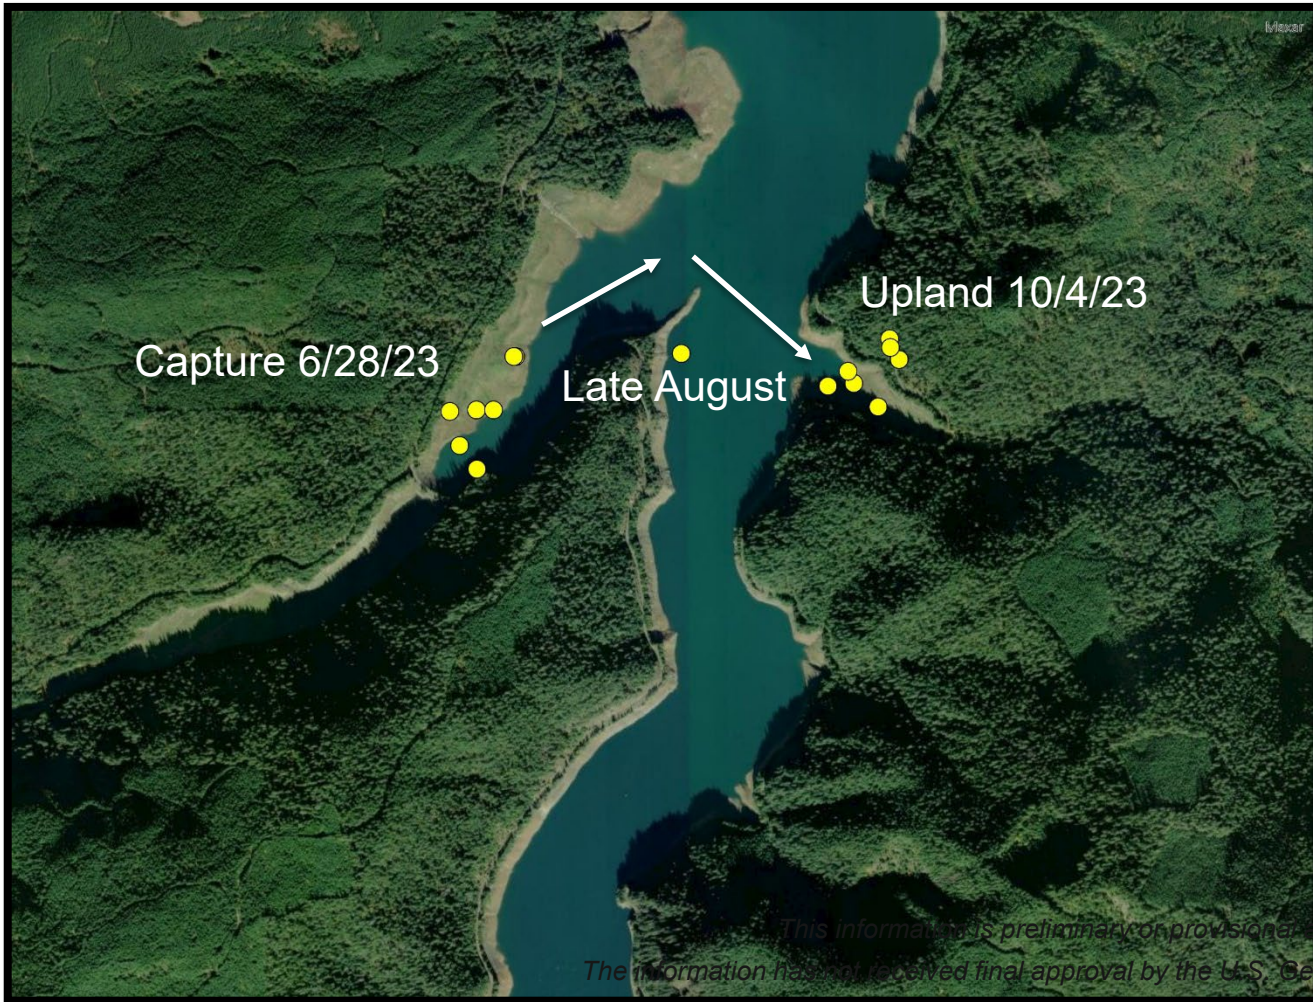 Maxar
Upland 10/4/23
Capture 6/28/23
Late August
This information is preliminary or provisional
The information has not received final approval by the U.S. Ge